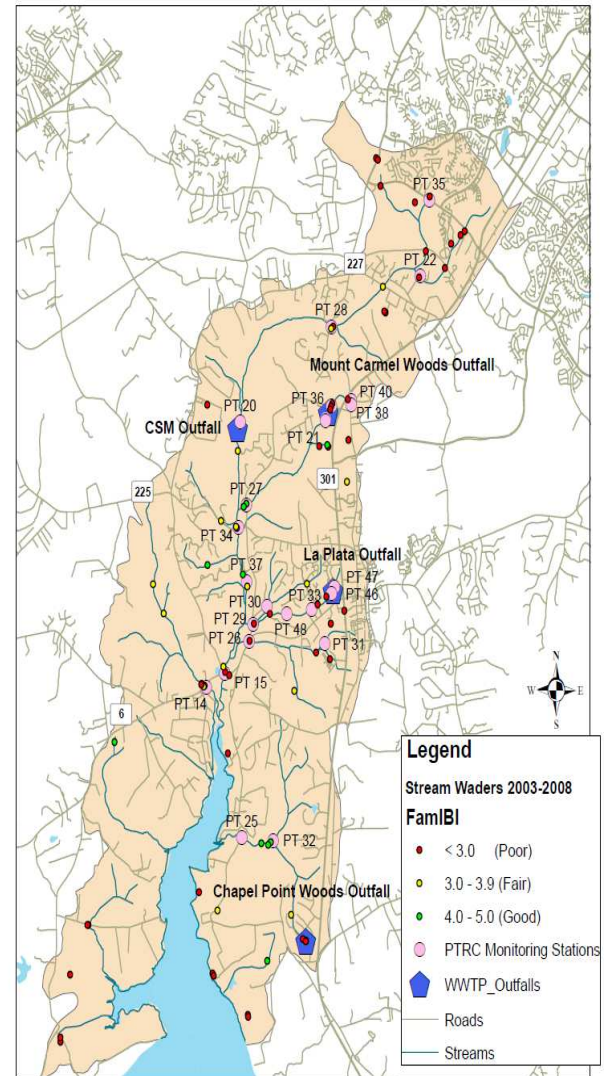 PT 35
PT 22
227
PT 28
Mount Carmel Woods Outfall
PT 36
PT 40
PT 38
PT 20
CSM Outfall
PT 21
301
225
PT 27
PT 34
La Plata Outfall
PT 37
PT 47
PT 46
PT 30
PT 33
PT 29
PT 48
PT 26
PT 31
PT 15
PT 14
6
W
N
E
S
PT 25
PT 32
Chapel Point Woods Outfall
Legend
Stream Waders 2003-2008
FamIBI
< 3.0 (Poor)
3.0 - 3.9 (Fair)
4.0 - 5.0 (Good)
PTRC Monitoring Stations
WWTP_Outfalls
Roads
Streams